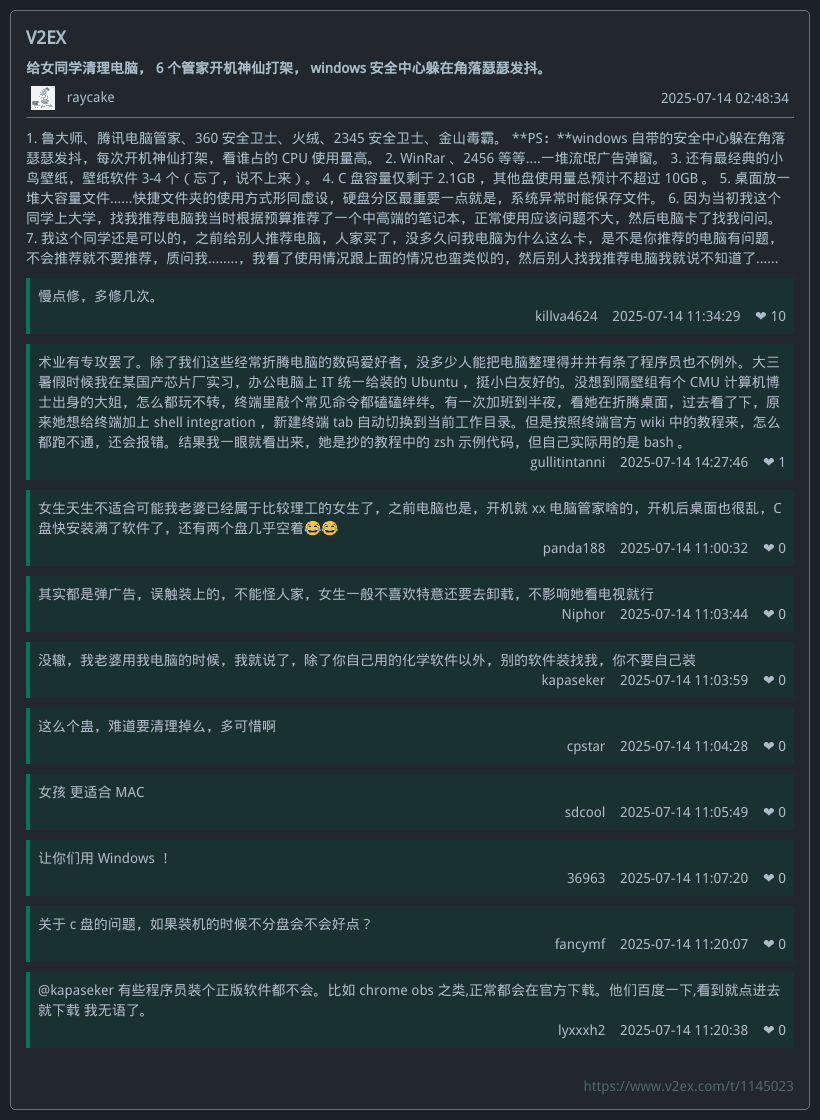 V2EX
给女同学清理电脑， 6 个管家开机神仙打架， windows 安全中心躲在角落瑟瑟发抖。
raycake
2025-07-14 02:48:34
1. 鲁大师、腾讯电脑管家、360 安全卫士、火绒、2345 安全卫士、金山毒霸。 **PS：**windows 自带的安全中心躲在角落
瑟瑟发抖，每次开机神仙打架，看谁占的 CPU 使用量高。 2. WinRar 、2456 等等....一堆流氓广告弹窗。 3. 还有最经典的小
鸟壁纸，壁纸软件 3-4 个（ 忘了，说不上来 ）。 4. C 盘容量仅剩于 2.1GB ，其他盘使用量总预计不超过 10GB 。 5. 桌面放一
堆大容量文件......快捷文件夹的使用方式形同虚设，硬盘分区最重要一点就是，系统异常时能保存文件。 6. 因为当初我这个
同学上大学，找我推荐电脑我当时根据预算推荐了一个中高端的笔记本，正常使用应该问题不大，然后电脑卡了找我问问。
7. 我这个同学还是可以的，之前给别人推荐电脑，人家买了，没多久问我电脑为什么这么卡，是不是你推荐的电脑有问题，
不会推荐就不要推荐，质问我........，我看了使用情况跟上面的情况也蛮类似的，然后别人找我推荐电脑我就说不知道了......
慢点修，多修几次。
killva4624 2025-07-14 11:34:29 ❤ 10
术业有专攻罢了。除了我们这些经常折腾电脑的数码爱好者，没多少人能把电脑整理得井井有条了程序员也不例外。大三
暑假时候我在某国产芯片厂实习，办公电脑上 IT 统一给装的 Ubuntu ，挺小白友好的。没想到隔壁组有个 CMU 计算机博
士出身的大姐，怎么都玩不转，终端里敲个常见命令都磕磕绊绊。有一次加班到半夜，看她在折腾桌面，过去看了下，原
来她想给终端加上 shell integration ，新建终端 tab 自动切换到当前工作目录。但是按照终端官方 wiki 中的教程来，怎么
都跑不通，还会报错。结果我一眼就看出来，她是抄的教程中的 zsh 示例代码，但自己实际用的是 bash 。
gullitintanni 2025-07-14 14:27:46 ❤ 1
女生天生不适合可能我老婆已经属于比较理工的女生了，之前电脑也是，开机就 xx 电脑管家啥的，开机后桌面也很乱，C
盘快安装满了软件了，还有两个盘几乎空着😂😂
panda188 2025-07-14 11:00:32 ❤ 0
其实都是弹广告，误触装上的，不能怪人家，女生一般不喜欢特意还要去卸载，不影响她看电视就行
Niphor 2025-07-14 11:03:44 ❤ 0
没辙，我老婆用我电脑的时候，我就说了，除了你自己用的化学软件以外，别的软件装找我，你不要自己装
kapaseker 2025-07-14 11:03:59 ❤ 0
这么个蛊，难道要清理掉么，多可惜啊
cpstar 2025-07-14 11:04:28 ❤ 0
女孩 更适合 MAC
sdcool 2025-07-14 11:05:49 ❤ 0
让你们用 Windows ！
36963 2025-07-14 11:07:20 ❤ 0
关于 c 盘的问题，如果装机的时候不分盘会不会好点？
fancymf 2025-07-14 11:20:07 ❤ 0
@kapaseker 有些程序员装个正版软件都不会。比如 chrome obs 之类,正常都会在官方下载。他们百度一下,看到就点进去
就下载 我无语了。
lyxxxh2 2025-07-14 11:20:38 ❤ 0
https://www.v2ex.com/t/1145023